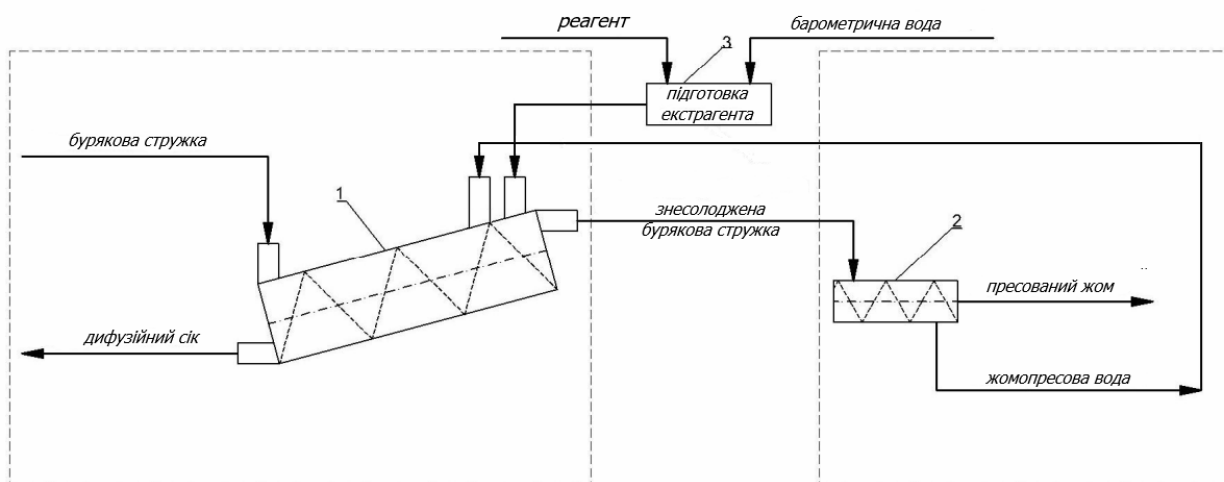 реагент
барометрична вода
3
підготовка
екстрагента
бурякова стружка
1
знесолоджена
бурякова стружка
2
пресований жом
дифузійний сік
жомопресова вода